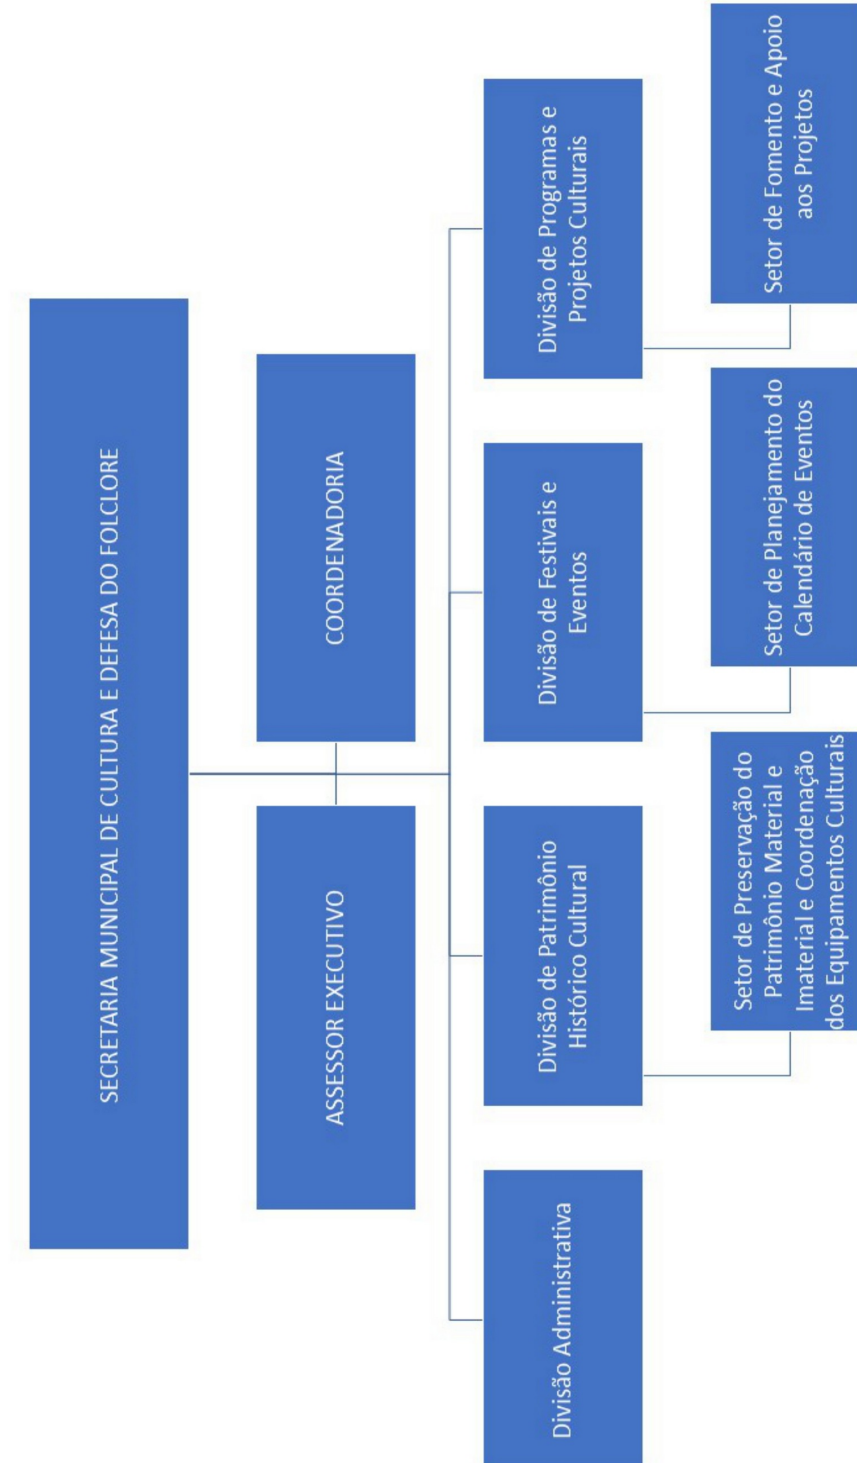 SECRETARIA MUNICIPAL DE CULTURA E DEFESA DO FOLCLORE
ASSESSOR EXECUTIVO
COORDENADORIA
Divisão Administrativa
Divisão de Patrimônio
Histórico Cultural
Divisão de Festivais e
Eventos
Divisão de Programas e
Projetos Culturais
Setor de Preservação do
Patrimônio Material e
Imaterial e Coordenação
dos Equipamentos Culturais
Setor de Planejamento do
Calendário de Eventos
Setor de Fomento e Apoio
aos Projetos